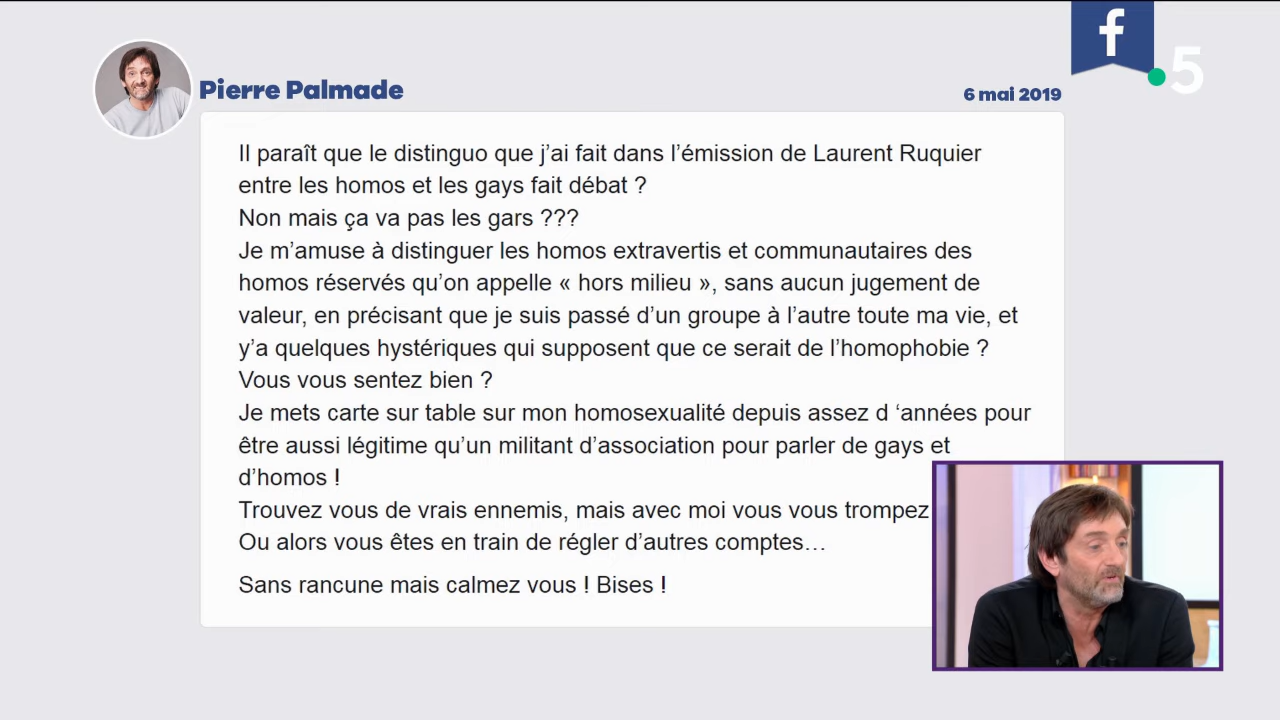 f
5
Pierre Palmade
6 mai 2019
Il paraît que le distinguo que j’ai fait dans l’émission de Laurent Ruquier
entre les homos et les gays fait débat ?
Non mais ça va pas les gars ???
Je m’amuse à distinguer les homos extravertis et communautaires des
homos réservés qu’on appelle « hors milieu », sans aucun jugement de
valeur, en précisant que je suis passé d’un groupe à l’autre toute ma vie, et
y’a quelques hystériques qui supposent que ce serait de l’homophobie ?
Vous vous sentez bien ?
Je mets carte sur table sur mon homosexualité depuis assez d ‘années pour
être aussi légitime qu’un militant d’association pour parler de gays et
d’homos !
Trouvez vous de vrais ennemis, mais avec moi vous vous trompez
Ou alors vous êtes en train de régler d’autres comptes…
Sans rancune mais calmez vous ! Bises !